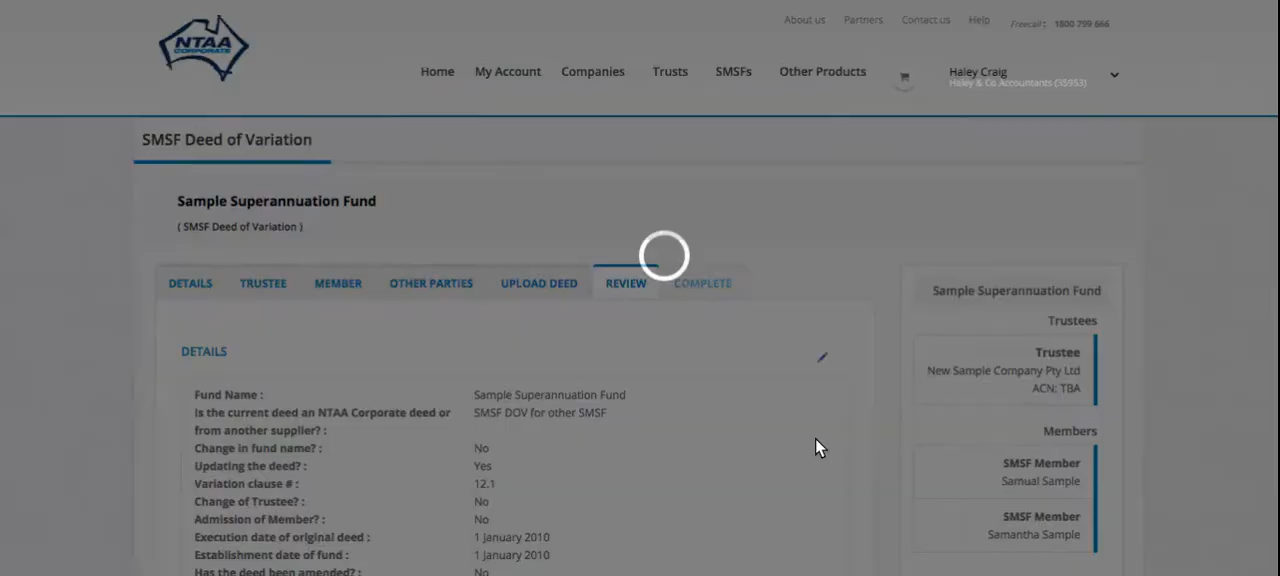 About us Partners Contact us Help Freecall : 1800 799 666
NTAA
CORPORATE
Home My Account Companies Trusts SMSFs Other Products Haley Craig
Haley & Co Accountants (35953)
SMSF Deed of Variation
Sample Superannuation Fund
( SMSF Deed of Variation )
DETAILS TRUSTEE MEMBER OTHER PARTIES UPLOAD DEED REVIEW COMPLETE
DETAILS
Fund Name : Sample Superannuation Fund
Is the current deed an NTAA Corporate deed or SMSF DOV for other SMSF
from another supplier? :
Change in fund name? : No
Updating the deed? : Yes
Variation clause # : 12.1
Change of Trustee? : No
Admission of Member? : No
Execution date of original deed : 1 January 2010
Establishment date of fund : 1 January 2010
Has the deed been amended? : No
Sample Superannuation Fund
Trustees
Trustee
New Sample Company Pty Ltd
ACN: TBA
Members
SMSF Member
Samual Sample
SMSF Member
Samantha Sample